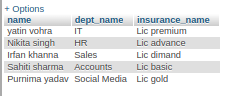 + Options
name dept_name insurance_name
yatin vohra IT Lic premium
Nikita singh HR Lic advance
Irfan khanna Sales Lic dimand
Sahiti sharma Accounts Lic basic
Purnima yadav Social Media Lic gold